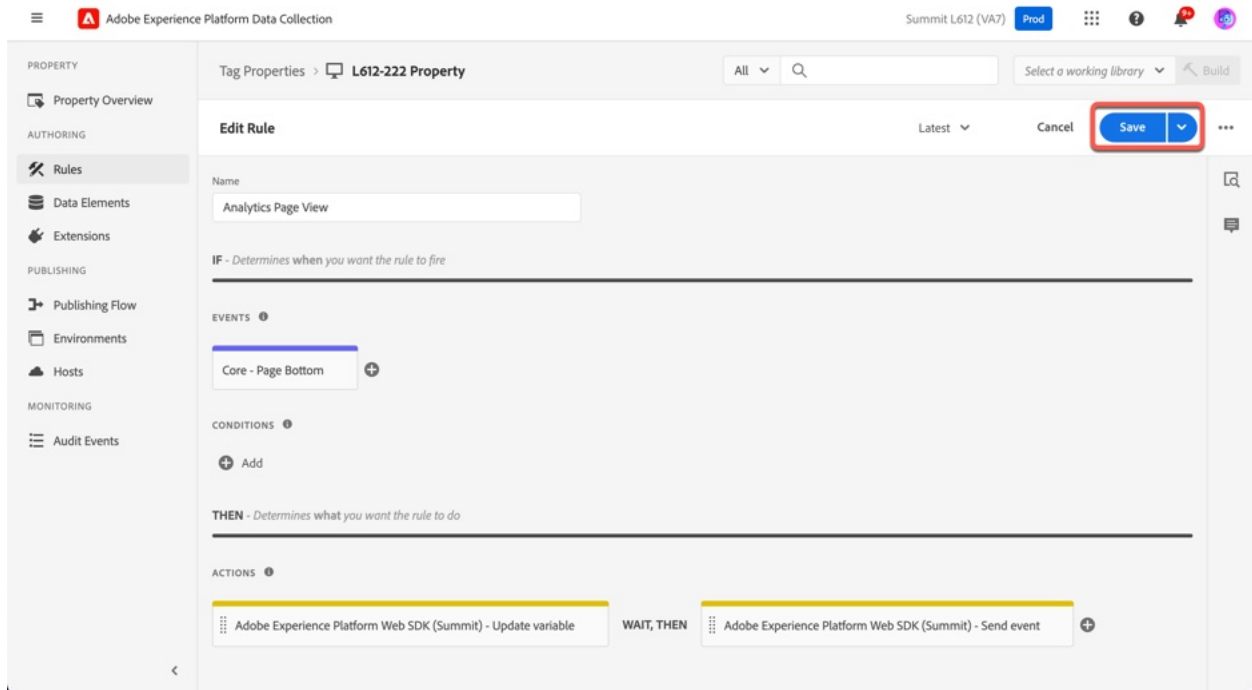 Adobe Experience Platform Data Collection
Summit L612 (VA7) Prod 9+
PROPERTY
Property Overview
AUTHORING
Rules
Data Elements
Extensions
PUBLISHING
Publishing Flow
Environments
Hosts
MONITORING
Audit Events
Tag Properties > L612-222 Property
All
Select a working library
Build
Edit Rule
Latest
Cancel
Save
Name
Analytics Page View
IF - Determines when you want the rule to fire
EVENTS
Core - Page Bottom
CONDITIONS
Add
THEN - Determines what you want the rule to do
ACTIONS
Adobe Experience Platform Web SDK (Summit) - Update variable
WAIT, THEN
Adobe Experience Platform Web SDK (Summit) - Send event